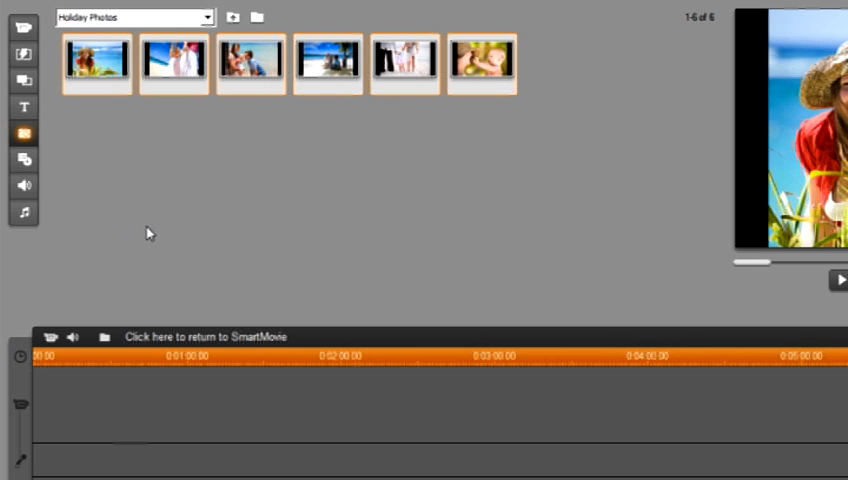 Holiday Photos
1-6 of 6
T
Click here to return to SmartMovie
00:00 0:01:00.00 0:02:00.00 0:03:00.00 0:04:00.00 0:05:00.00